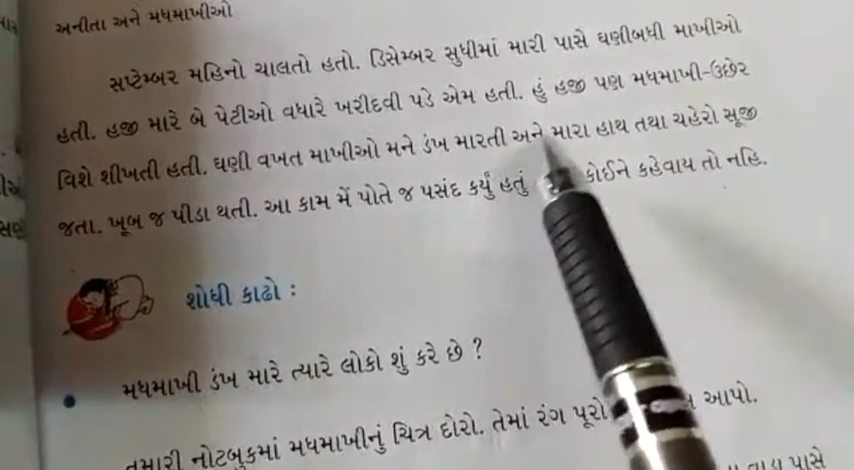 અનીતા અને મધમાખીઓ
સપ્ટેમ્બર મહિનો ચાલતો હતો. ડિસેમ્બર સુધીમાં મારી પાસે ઘણીબધી માખીઓ
હતી. હજી મારે બે પેટીઓ વધારે ખરીદવી પડે એમ હતી. હું હજી પણ મધમાખી-ઉછેર
વિશે શીખતી હતી. ઘણી વખત માખીઓ મને ડંખ મારતી અને મારા હાથ તથા ચહેરો સૂજી
જતા. ખૂબ જ પીડા થતી. આ કામ મેં પોતે જ પસંદ કર્યું હતું કોઈને કહેવાય તો નહિ.
શોધી કાઢો :
મધમાખી ડંખ મારે ત્યારે લોકો શું કરે છે ?
તમારી નોટબુકમાં મધમાખીનું ચિત્ર દોરો. તેમાં રંગ પૂરો આપો.
પાસે